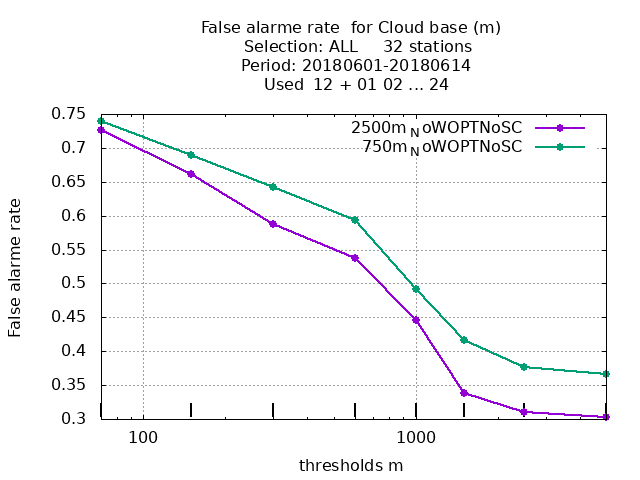 False alarme rate  for Cloud base (m)
Selection: ALL     32 stations
Period: 20180601-20180614
Used  12 + 01 02 ... 24
2500m_NoWOPTNoSC
750m_NoWOPTNoSC
0.75
0.7
0.65
0.6
0.55
0.5
0.45
0.4
0.35
0.3
False alarme rate
100
1000
thresholds m